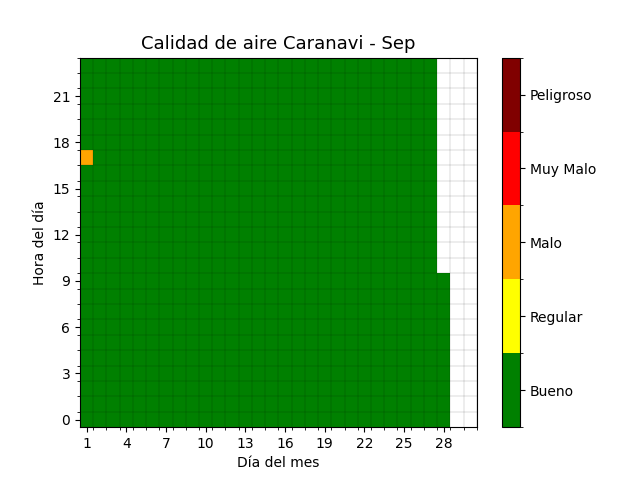 Calidad de aire Caranavi - Sep
Hora del día
21
18
15
12
9
6
3
0
1 4 7 10 13 16 19 22 25 28
Día del mes
Peligroso
Muy Malo
Malo
Regular
Bueno